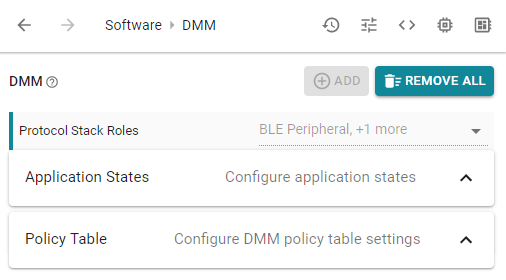 Software > DMM
DMM
ADD
REMOVE ALL
Protocol Stack Roles BLE Peripheral, +1 more
Application States Configure application states
Policy Table Configure DMM policy table settings